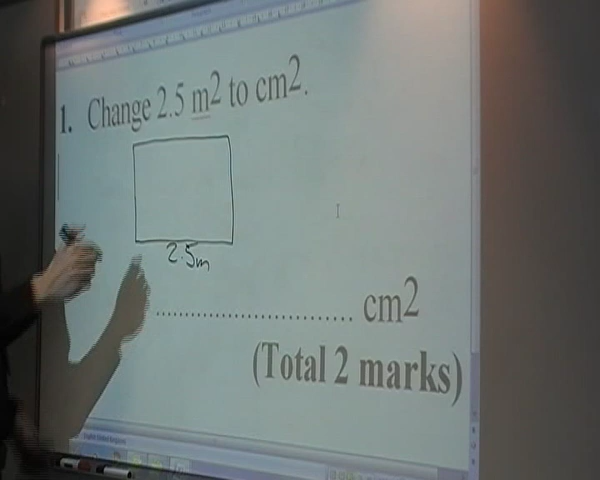 1. Change 2.5 m2 to cm2.
2.5m
............................ cm2
(Total 2 marks)